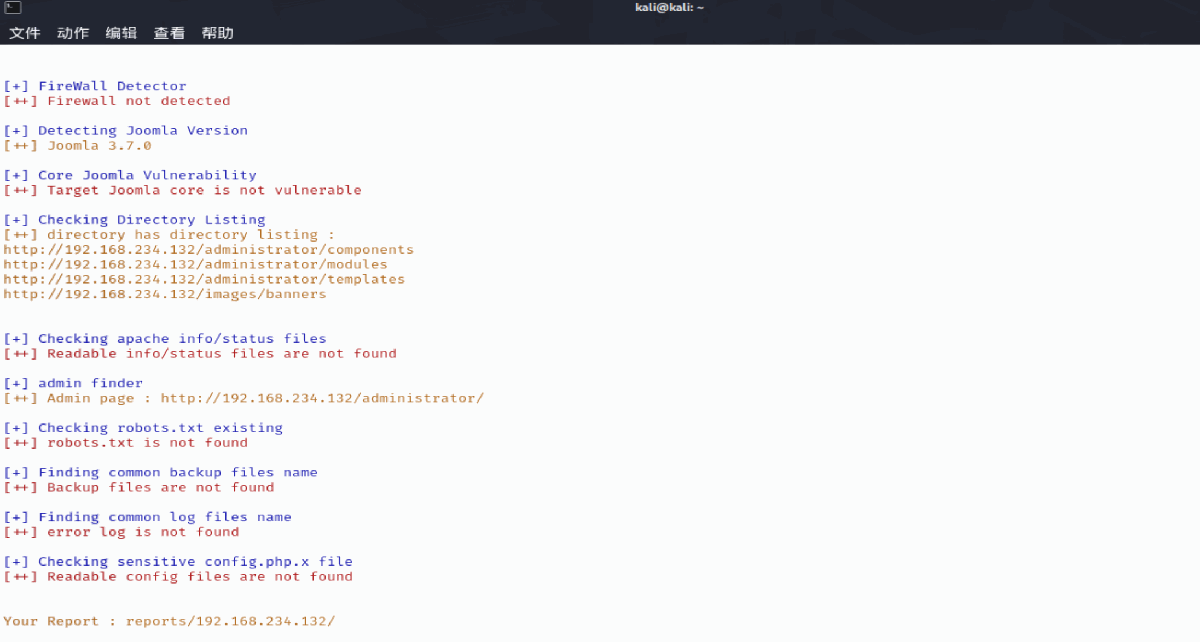 kali@kali: ~
文件 动作 编辑 查看 帮助
[+] FireWall Detector
[++] Firewall not detected
[+] Detecting Joomla Version
[++] Joomla 3.7.0
[+] Core Joomla Vulnerability
[++] Target Joomla core is not vulnerable
[+] Checking Directory Listing
[++] directory has directory listing :
http://192.168.234.132/administrator/components
http://192.168.234.132/administrator/modules
http://192.168.234.132/administrator/templates
http://192.168.234.132/images/banners
[+] Checking apache info/status files
[++] Readable info/status files are not found
[+] admin finder
[++] Admin page : http://192.168.234.132/administrator/
[+] Checking robots.txt existing
[++] robots.txt is not found
[+] Finding common backup files name
[++] Backup files are not found
[+] Finding common log files name
[++] error log is not found
[+] Checking sensitive config.php.x file
[++] Readable config files are not found
Your Report : reports/192.168.234.132/